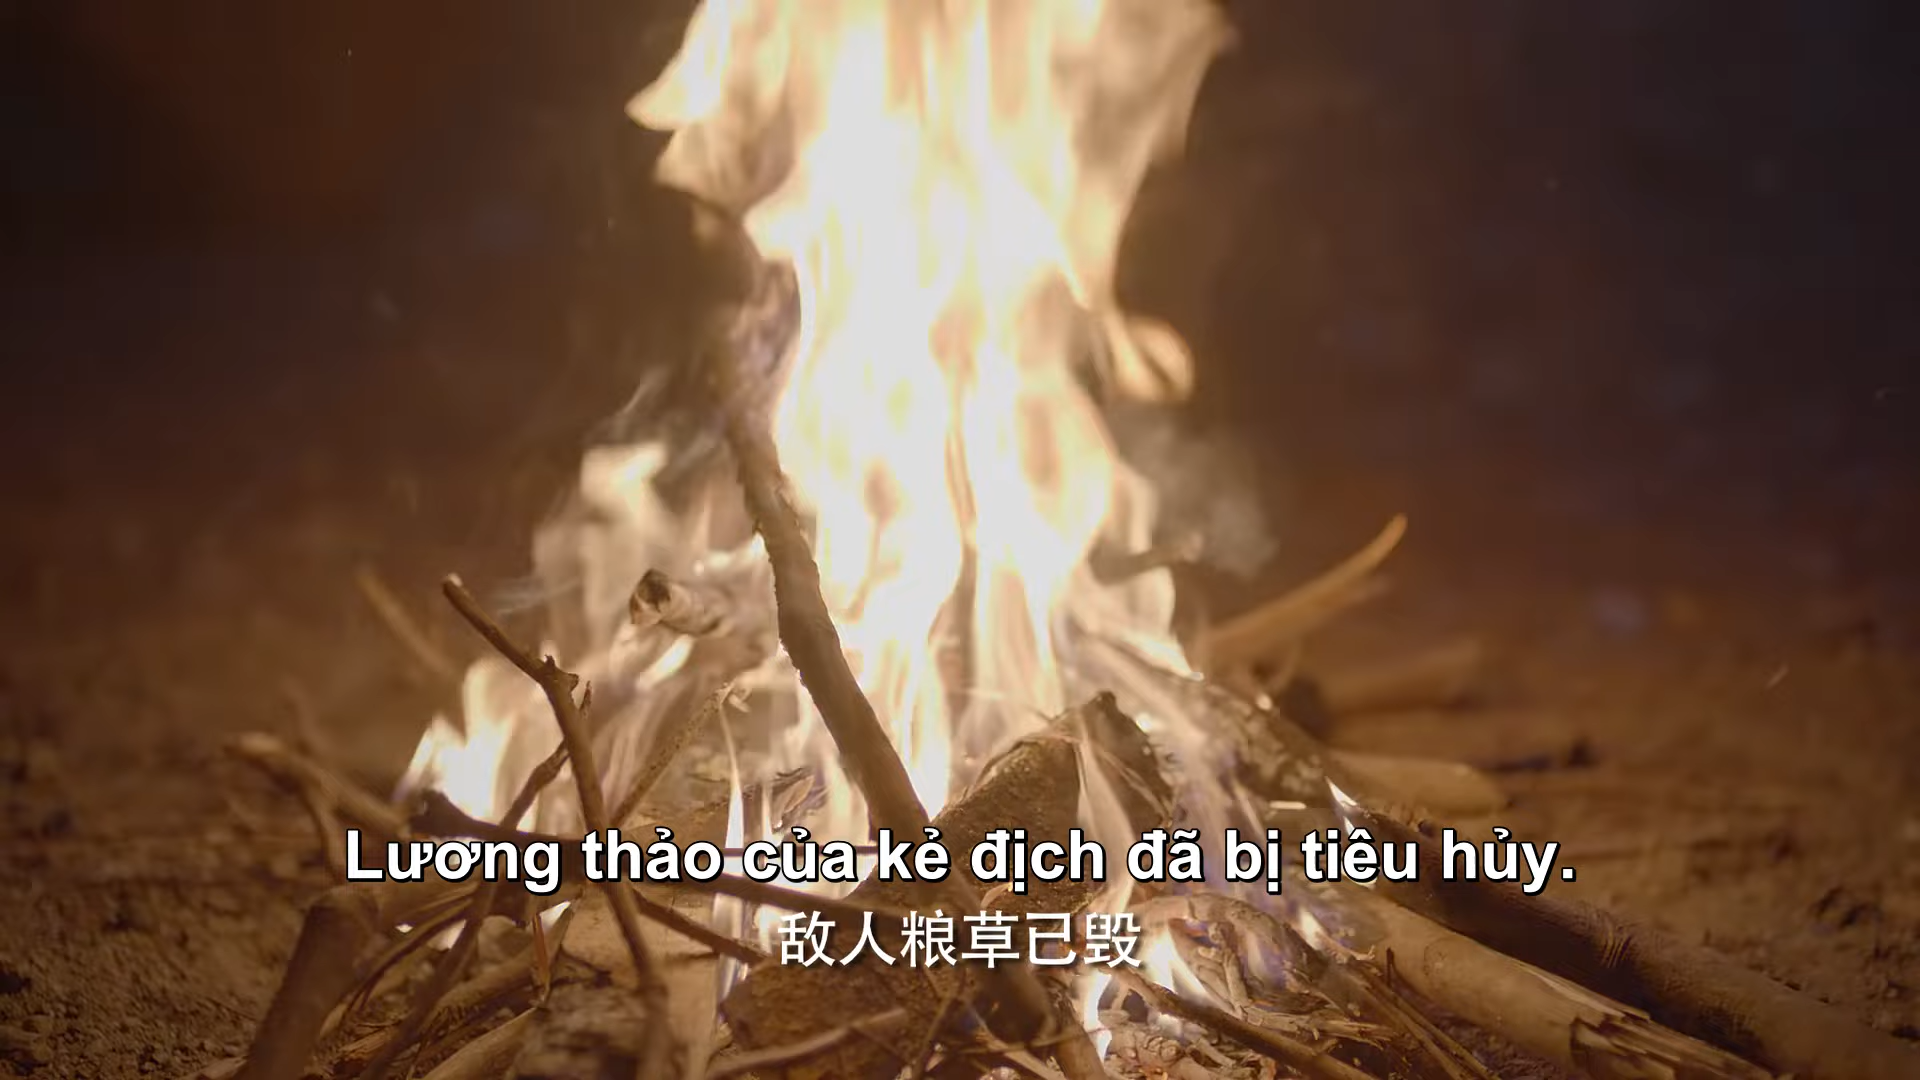 Lương thảo của kẻ địch đã bị tiêu hủy.
敌人粮草已毁